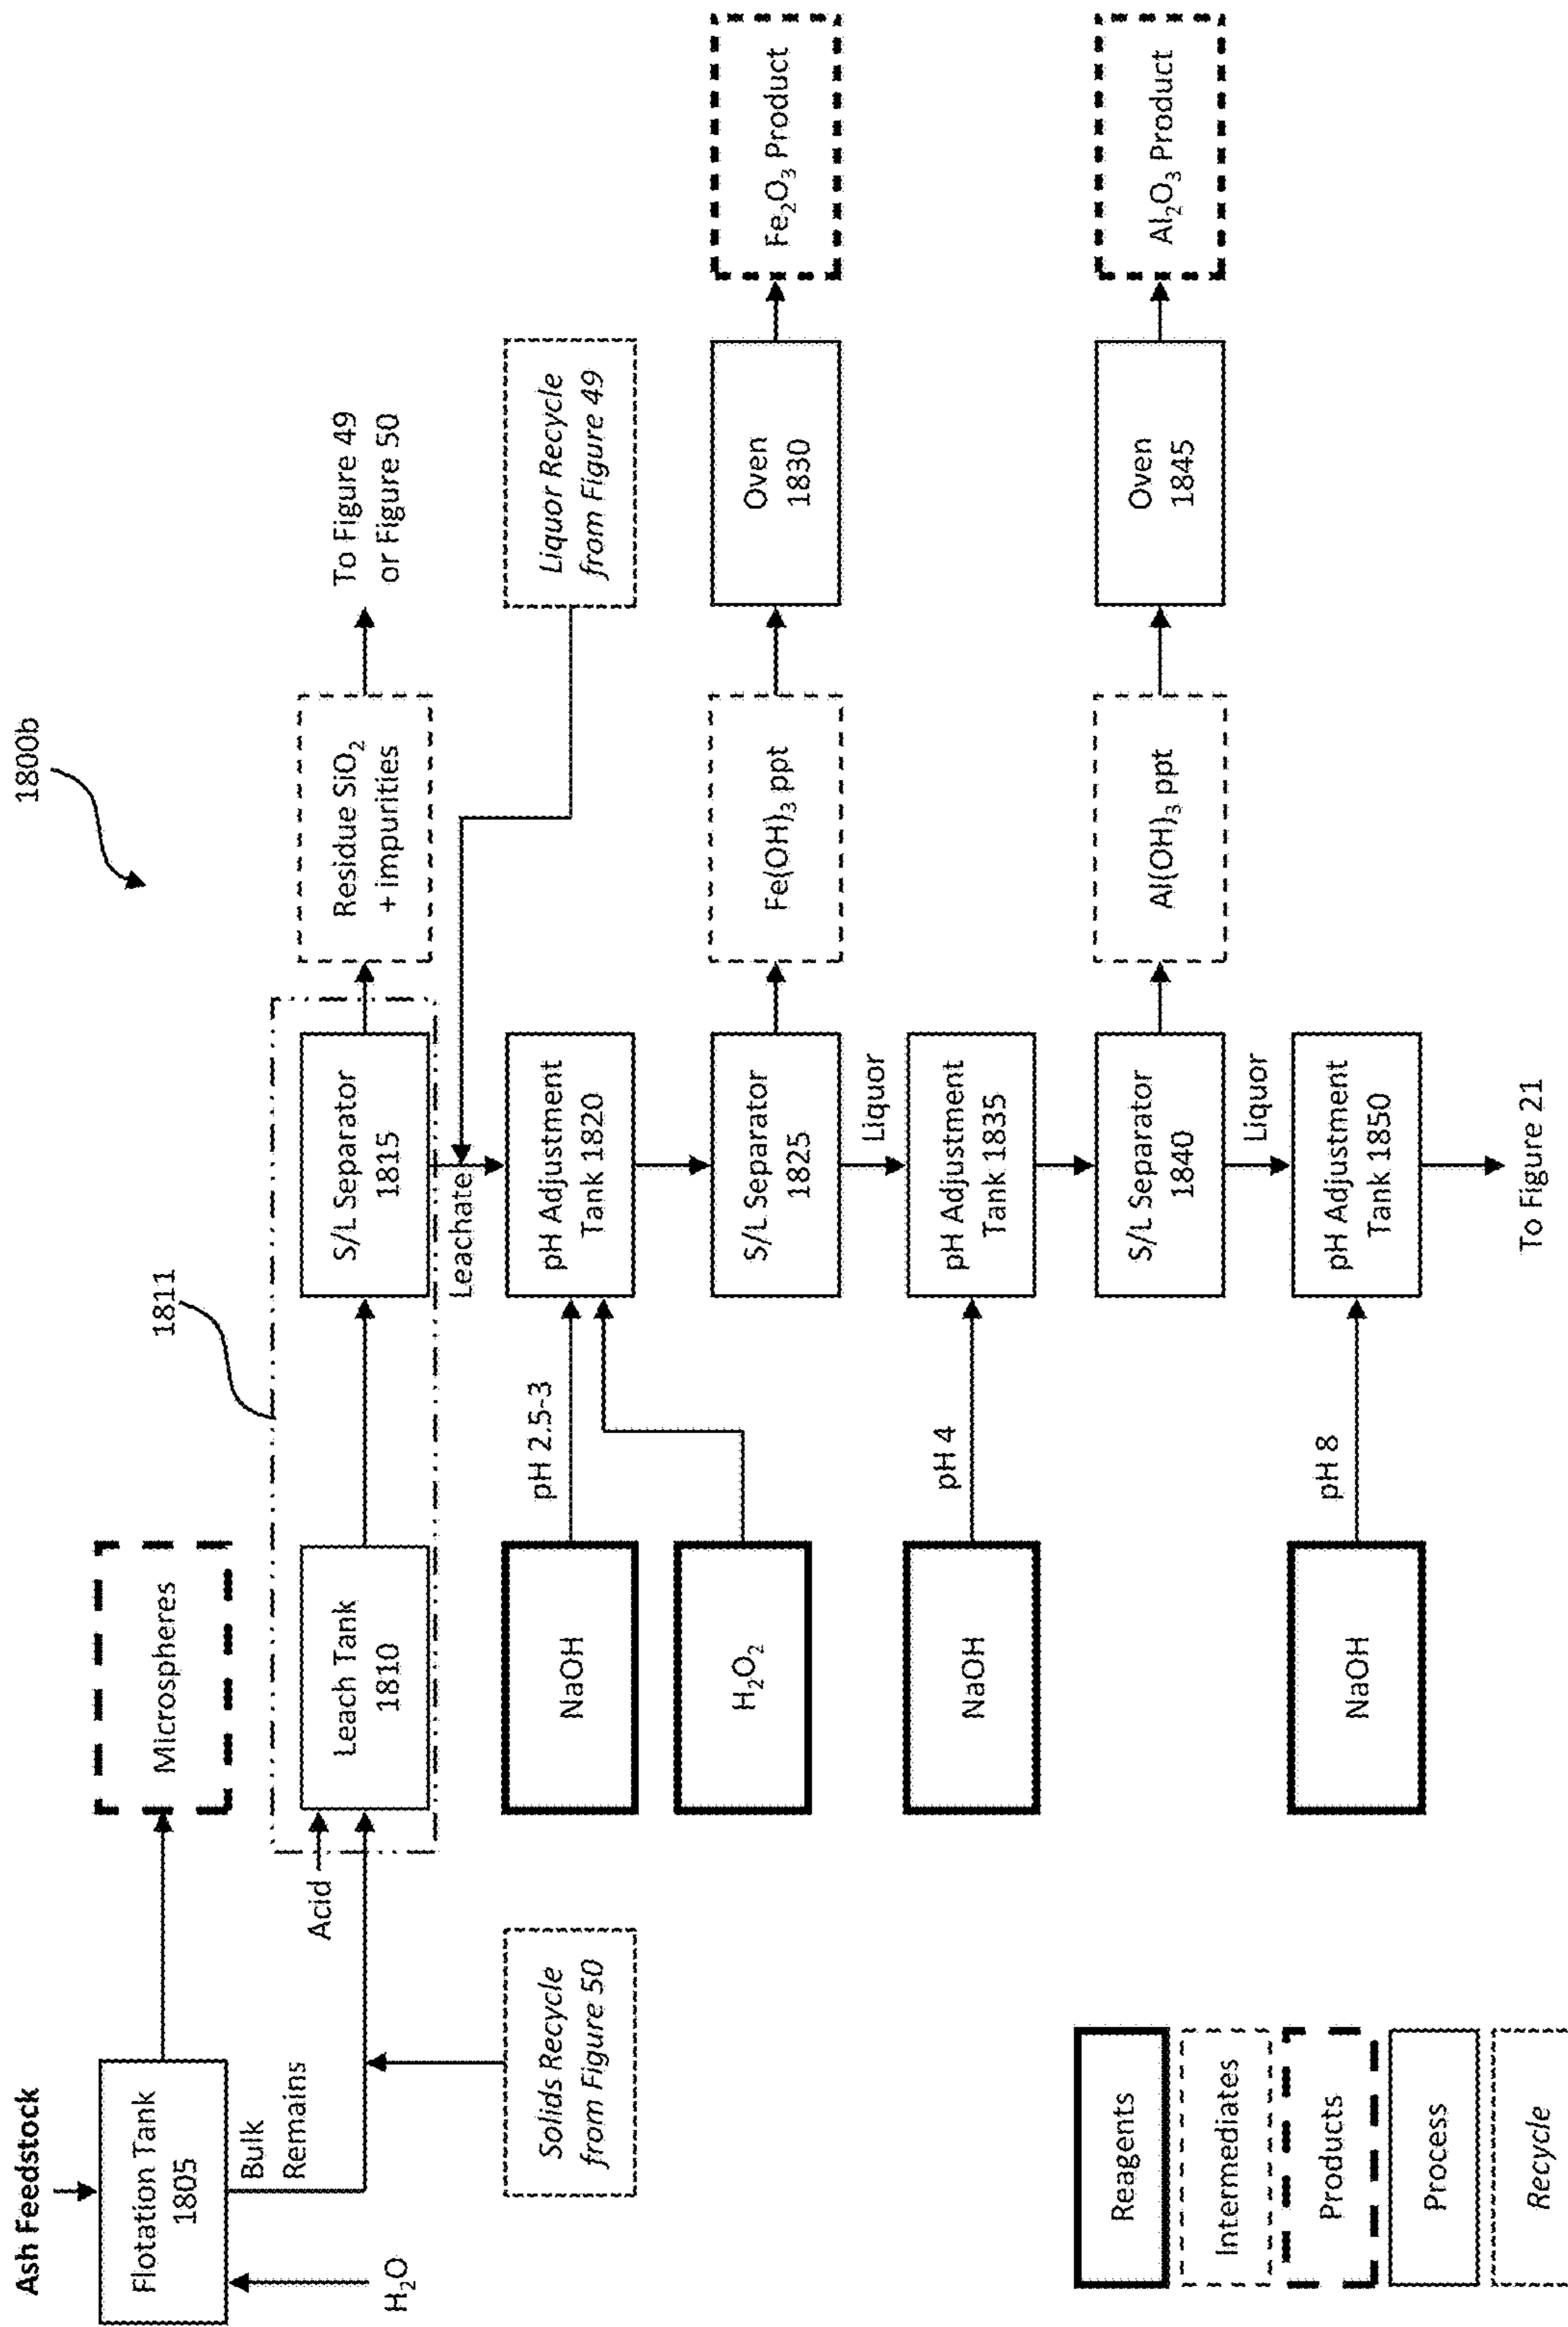 1800b
Ash Feedstock
Flotation Tank
1805
H₂O
Bulk
Remains
Microspheres
1811
Acid
Leach Tank
1810
S/L Separator
1815
Residue SiO₂
+ impurities
To Figure 49
or Figure 50
Solids Recycle
from Figure 50
Leachate
Liquor Recycle
from Figure 49
NaOH
pH 2.5-3
pH Adjustment
Tank 1820
H₂O₂
S/L Separator
1825
Fe(OH)₃ ppt
Oven
1830
Fe₂O₃ Product
Liquor
NaOH
pH 4
pH Adjustment
Tank 1835
S/L Separator
1840
Al(OH)₃ ppt
Oven
1845
Al₂O₃ Product
Liquor
NaOH
pH 8
pH Adjustment
Tank 1850
To Figure 21
Reagents
Intermediates
Products
Process
Recycle